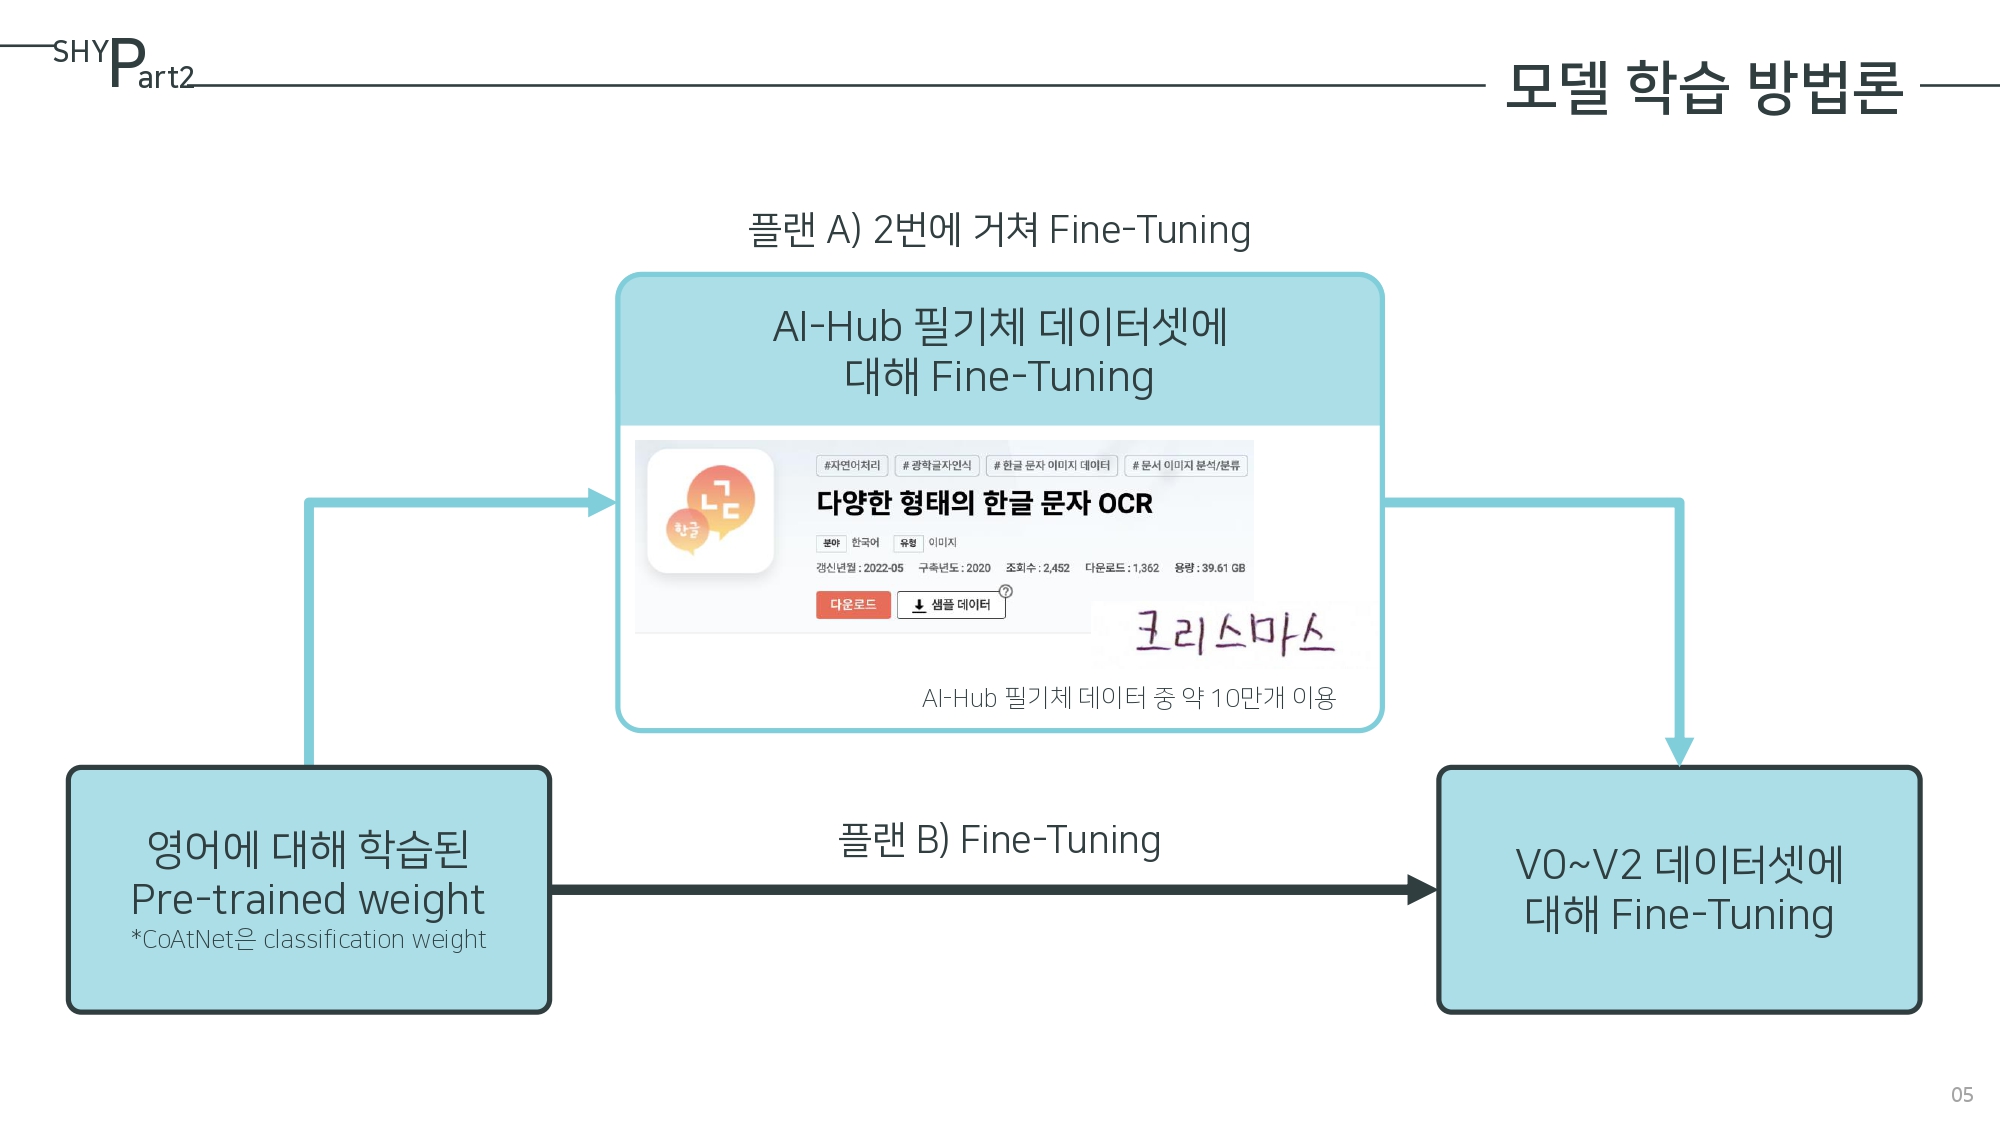 SHY
Part2
모델 학습 방법론
플랜 A) 2번에 거쳐 Fine-Tuning
AI-Hub 필기체 데이터셋에
대해 Fine-Tuning
한글
#자연어처리 # 광학글자인식 # 한글 문자 이미지 데이터 # 문서 이미지 분석/분류
다양한 형태의 한글 문자 OCR
분야 한국어 유형 이미지
갱신년월 : 2022-05 구축년도 : 2020 조회수 : 2,452 다운로드 : 1,362 용량 : 39.61 GB
다운로드 샘플 데이터 ?
크리스마스
AI-Hub 필기체 데이터 중 약 10만개 이용
영어에 대해 학습된
Pre-trained weight
*CoAtNet은 classification weight
플랜 B) Fine-Tuning
V0~V2 데이터셋에
대해 Fine-Tuning
05